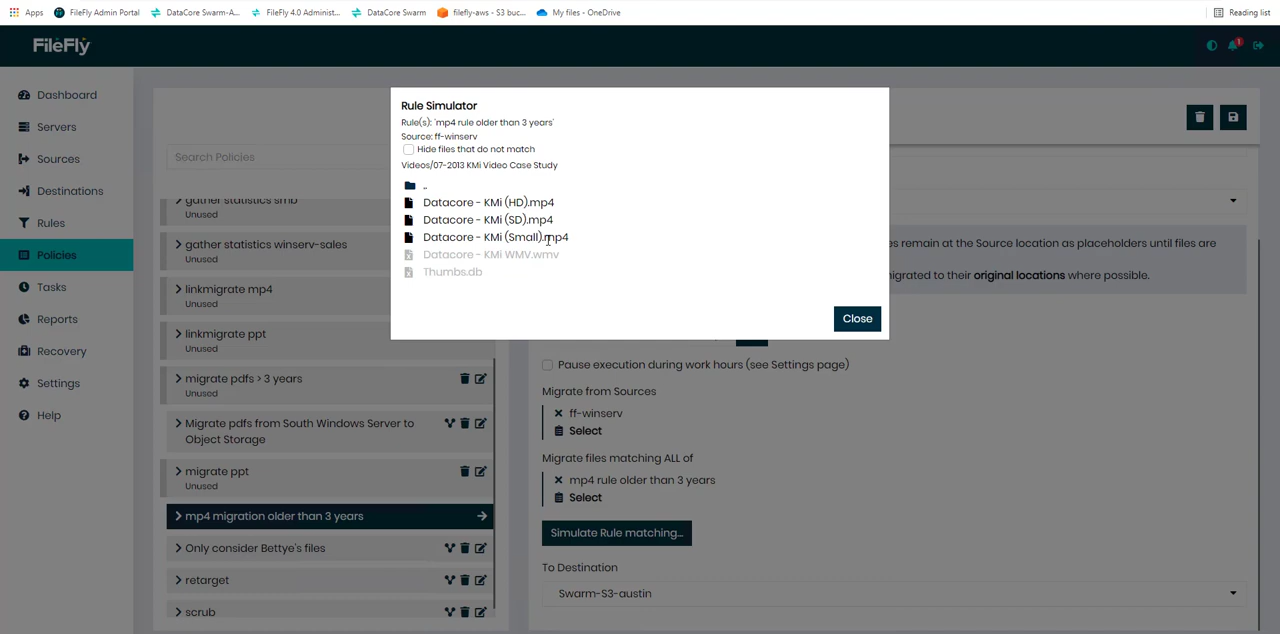 Apps FileFly Admin Portal DataCore Swarm-A... FileFly 4.0 Administ... DataCore Swarm filefly-aws - S3 buc... My files - OneDrive Reading list
FileFly
1
Dashboard
Servers
Sources
Destinations
Rules
Policies
Tasks
Reports
Recovery
Settings
Help
Search Policies
gather statistics smb
Unused
gather statistics winserv-sales
linkmigrate mp4
Unused
linkmigrate ppt
Unused
migrate pdfs > 3 years
Unused
Migrate pdfs from South Windows Server to
Object Storage
migrate ppt
Unused
mp4 migration older than 3 years
Only consider Bettye's files
retarget
scrub
Rule Simulator
Rule(s): 'mp4 rule older than 3 years'
Source: ff-winserv
Hide files that do not match
Videos/07-2013 KMi Video Case Study
..
Datacore - KMi (HD).mp4
Datacore - KMi (SD).mp4
Datacore - KMi (Small).mp4
Datacore - KMi WMV.wmv
Thumbs.db
Close
es remain at the Source location as placeholders until files are
igrated to their original locations where possible.
Pause execution during work hours (see Settings page)
Migrate from Sources
ff-winserv
Select
Migrate files matching ALL of
mp4 rule older than 3 years
Select
Simulate Rule matching...
To Destination
Swarm-S3-austin